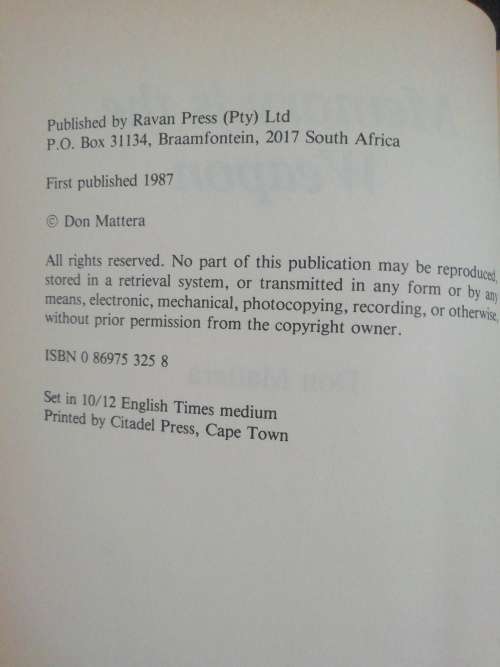 Published by Ravan Press (Pty) Ltd
P.O. Box 31134, Braamfontein, 2017 South Africa
First published 1987
© Don Mattera
All rights reserved. No part of this publication may be reproduced,
stored in a retrieval system, or transmitted in any form or by any
means, electronic, mechanical, photocopying, recording, or otherwise,
without prior permission from the copyright owner.
ISBN 0 86975 325 8
Set in 10/12 English Times medium
Printed by Citadel Press, Cape Town